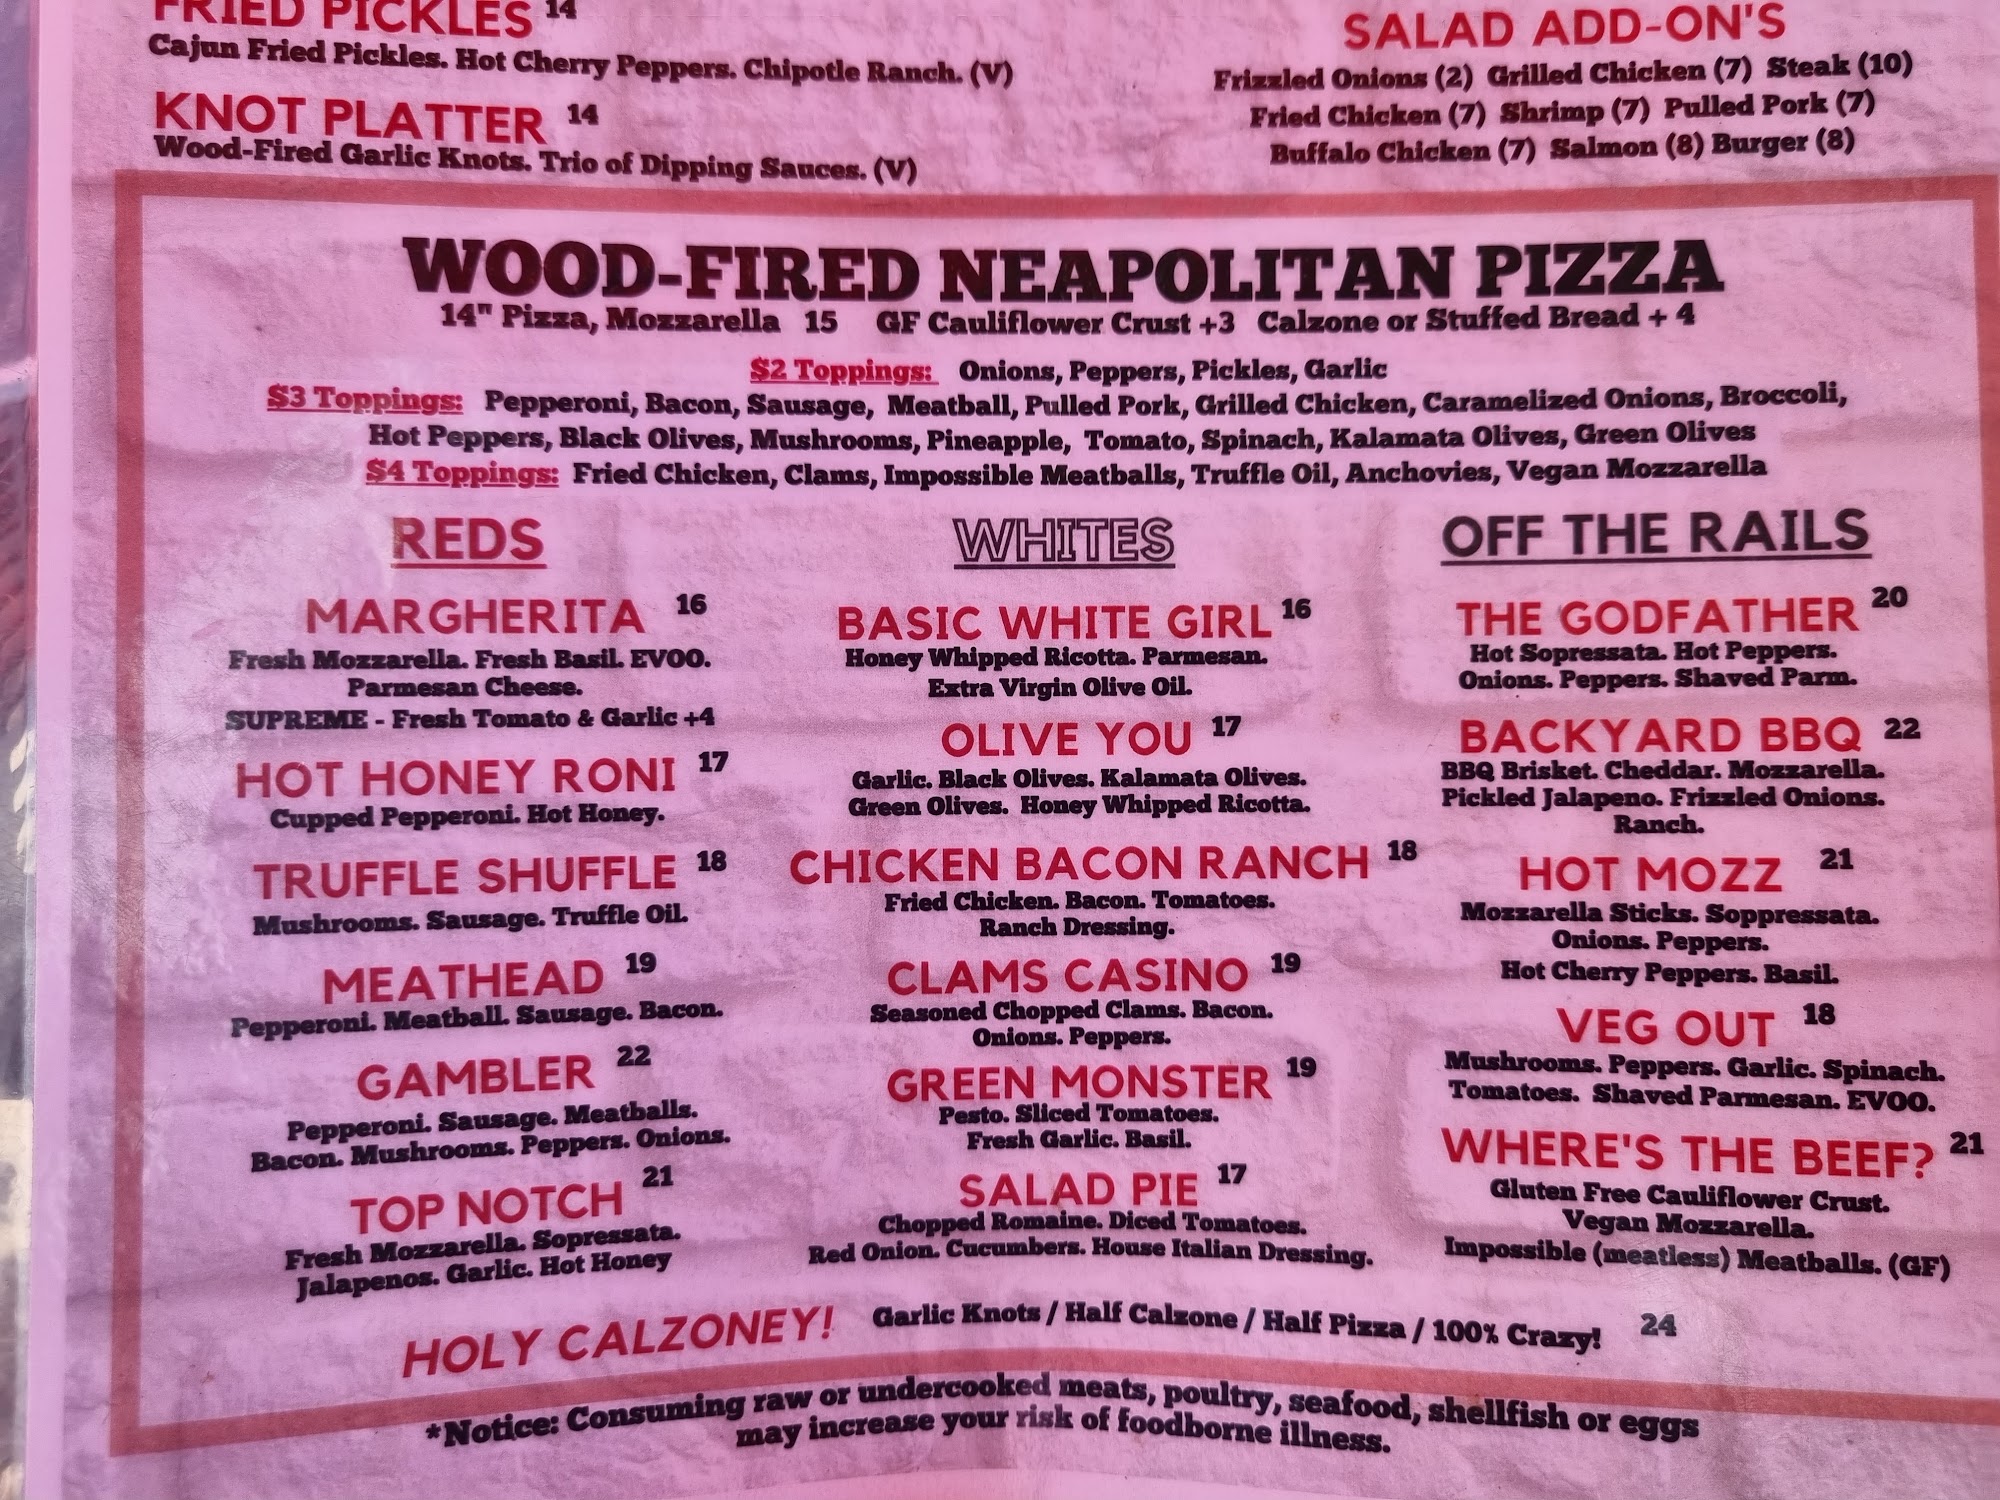 FRIED PICKLES 14
Cajun Fried Pickles. Hot Cherry Peppers. Chipotle Ranch. (V)
KNOT PLATTER 14
Wood-Fired Garlic Knots. Trio of Dipping Sauces. (V)
SALAD ADD-ON'S
Frizzled Onions (2) Grilled Chicken (7) Steak (10)
Fried Chicken (7) Shrimp (7) Pulled Pork (7)
Buffalo Chicken (7) Salmon (8) Burger (8)
WOOD-FIRED NEAPOLITAN PIZZA
14" Pizza, Mozzarella 15 GF Cauliflower Crust +3 Calzone or Stuffed Bread + 4
$2 Toppings: Onions, Peppers, Pickles, Garlic
$3 Toppings: Pepperoni, Bacon, Sausage, Meatball, Pulled Pork, Grilled Chicken, Caramelized Onions, Broccoli,
Hot Peppers, Black Olives, Mushrooms, Pineapple, Tomato, Spinach, Kalamata Olives, Green Olives
$4 Toppings: Fried Chicken, Clams, Impossible Meatballs, Truffle Oil, Anchovies, Vegan Mozzarella
REDS
MARGHERITA 16
Fresh Mozzarella. Fresh Basil. EVOO.
Parmesan Cheese.
SUPREME - Fresh Tomato & Garlic +4
HOT HONEY RONI 17
Cupped Pepperoni. Hot Honey.
TRUFFLE SHUFFLE 18
Mushrooms. Sausage. Truffle Oil.
MEATHEAD 19
Pepperoni. Meatball. Sausage. Bacon.
GAMBLER 22
Pepperoni. Sausage. Meatballs.
Bacon. Mushrooms. Peppers. Onions.
TOP NOTCH 21
Fresh Mozzarella. Sopressata.
Jalapenos. Garlic. Hot Honey
WHITES
BASIC WHITE GIRL 16
Honey Whipped Ricotta. Parmesan.
Extra Virgin Olive Oil.
OLIVE YOU 17
Garlic. Black Olives. Kalamata Olives.
Green Olives. Honey Whipped Ricotta.
CHICKEN BACON RANCH 18
Fried Chicken. Bacon. Tomatoes.
Ranch Dressing.
CLAMS CASINO 19
Seasoned Chopped Clams. Bacon.
Onions. Peppers.
GREEN MONSTER 19
Pesto. Sliced Tomatoes.
Fresh Garlic. Basil.
SALAD PIE 17
Chopped Romaine. Diced Tomatoes.
Red Onion. Cucumbers. House Italian Dressing.
OFF THE RAILS
THE GODFATHER 20
Hot Sopressata. Hot Peppers.
Onions. Peppers. Shaved Parm.
BACKYARD BBQ 22
BBQ Brisket. Cheddar. Mozzarella.
Pickled Jalapeno. Frizzled Onions.
Ranch.
HOT MOZZ 21
Mozzarella Sticks. Soppressata.
Onions. Peppers.
Hot Cherry Peppers. Basil.
VEG OUT 18
Mushrooms. Peppers. Garlic. Spinach.
Tomatoes. Shaved Parmesan. EVOO.
WHERE'S THE BEEF? 21
Gluten Free Cauliflower Crust.
Vegan Mozzarella.
Impossible (meatless) Meatballs. (GF)
HOLY CALZONEY! Garlic Knots / Half Calzone / Half Pizza / 100% Crazy! 24
*Notice: Consuming raw or undercooked meats, poultry, seafood, shellfish or eggs
may increase your risk of foodborne illness.